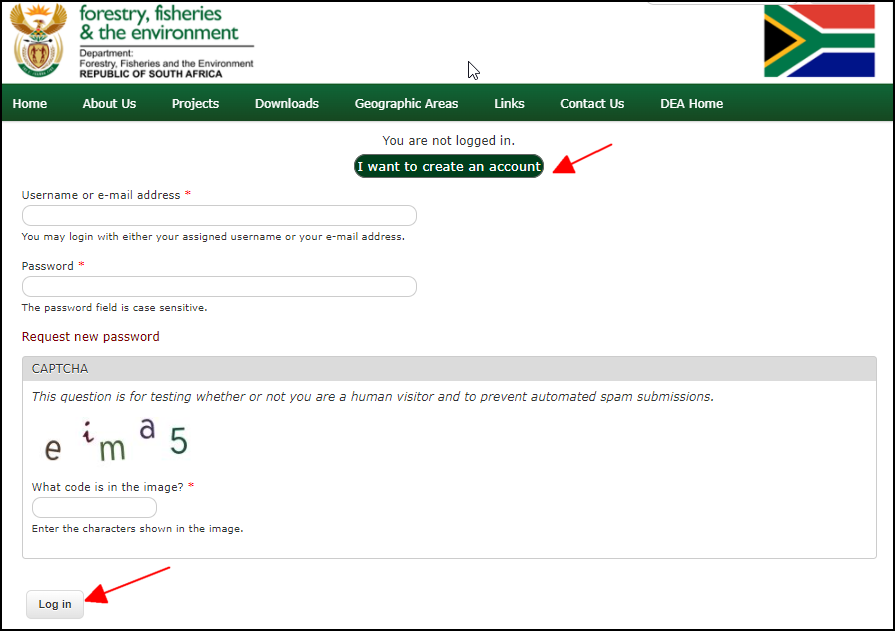 forestry, fisheries
& the environment
Department:
Forestry, Fisheries and the Environment
REPUBLIC OF SOUTH AFRICA
Home About Us Projects Downloads Geographic Areas Links Contact Us DEA Home
You are not logged in.
I want to create an account
Username or e-mail address *
You may login with either your assigned username or your e-mail address.
Password *
The password field is case sensitive.
Request new password
CAPTCHA
This question is for testing whether or not you are a human visitor and to prevent automated spam submissions.
e i m a 5
What code is in the image? *
Enter the characters shown in the image.
Log in